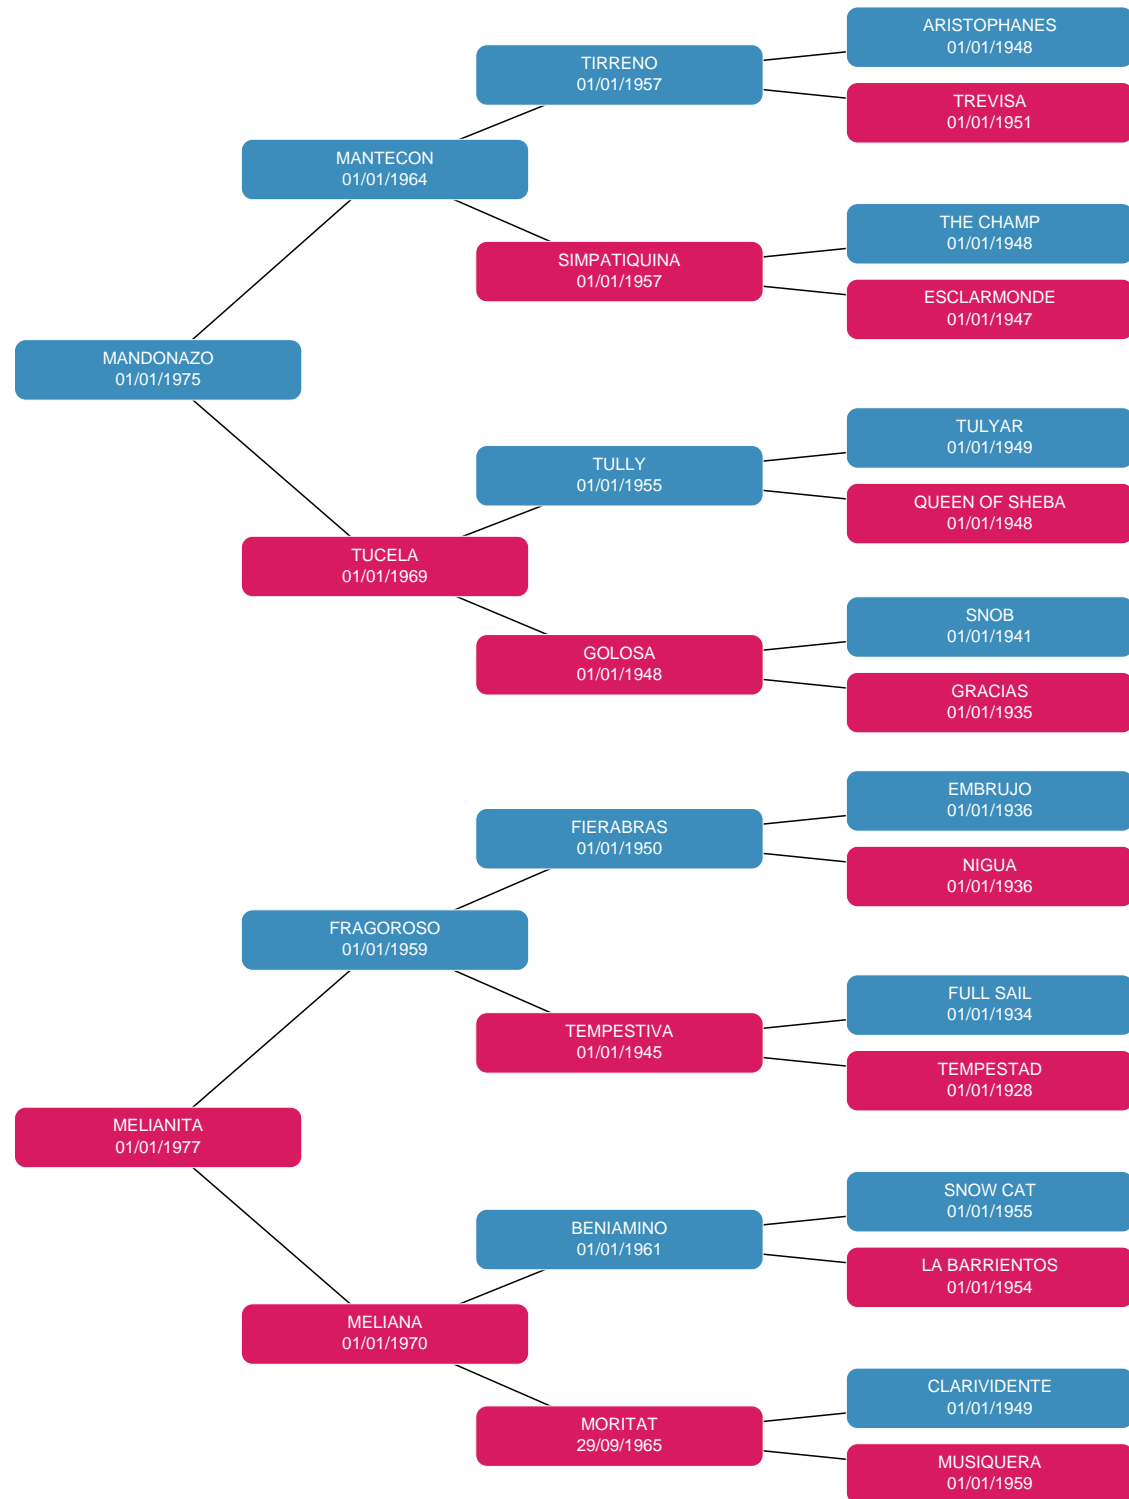 ARISTOPHANES
01/01/1948
TIRRENO
01/01/1957
TREVISA
01/01/1951
MANTECON
01/01/1964
THE CHAMP
01/01/1948
SIMPATIQUINA
01/01/1957
ESCLARMONDE
01/01/1947
MANDONAZO
01/01/1975
TULYAR
01/01/1949
TULLY
01/01/1955
QUEEN OF SHEBA
01/01/1948
TUCELA
01/01/1969
SNOB
01/01/1941
GOLOSA
01/01/1948
GRACIAS
01/01/1935
EMBRUJO
01/01/1936
FIERABRAS
01/01/1950
NIGUA
01/01/1936
FRAGOROSO
01/01/1959
FULL SAIL
01/01/1934
TEMPESTIVA
01/01/1945
TEMPESTAD
01/01/1928
MELIANITA
01/01/1977
SNOW CAT
01/01/1955
BENIAMINO
01/01/1961
LA BARRIENTOS
01/01/1954
MELIANA
01/01/1970
CLARIVIDENTE
01/01/1949
MORITAT
29/09/1965
MUSIQUERA
01/01/1959